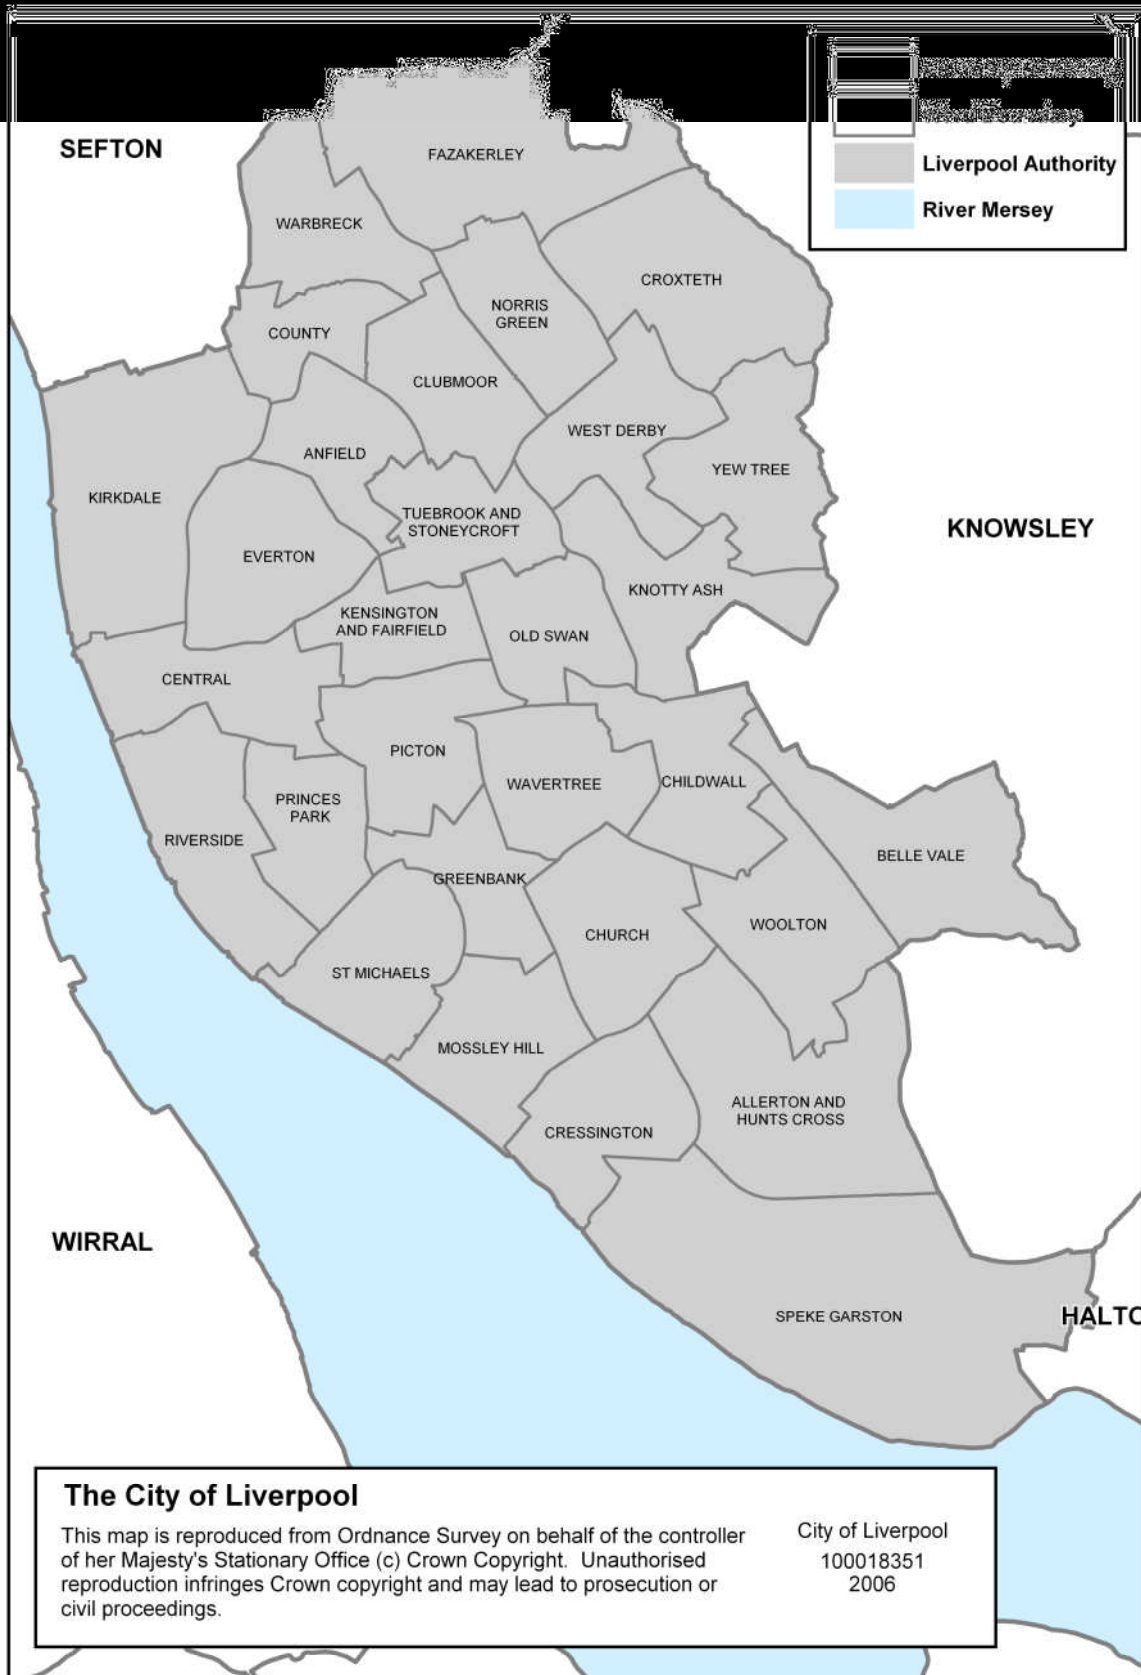 SEFTON
Liverpool Authority
River Mersey
FAZAKERLEY
WARBRECK
CROXTETH
NORRIS
GREEN
COUNTY
CLUBMOOR
WEST DERBY
ANFIELD
YEW TREE
KIRKDALE
TUEBROOK AND
STONEYCROFT
KNOWSLEY
EVERTON
KNOTTY ASH
KENSINGTON
AND FAIRFIELD
OLD SWAN
CENTRAL
PICTON
WAVERTREE
CHILDWALL
PRINCES
PARK
RIVERSIDE
BELLE VALE
GREENBANK
CHURCH
WOOLTON
ST MICHAELS
MOSSLEY HILL
ALLERTON AND
HUNTS CROSS
CRESSINGTON
WIRRAL
SPEKE GARSTON
HALTO
The City of Liverpool
This map is reproduced from Ordnance Survey on behalf of the controller
of her Majesty's Stationary Office (c) Crown Copyright. Unauthorised
reproduction infringes Crown copyright and may lead to prosecution or
civil proceedings.
City of Liverpool
100018351
2006